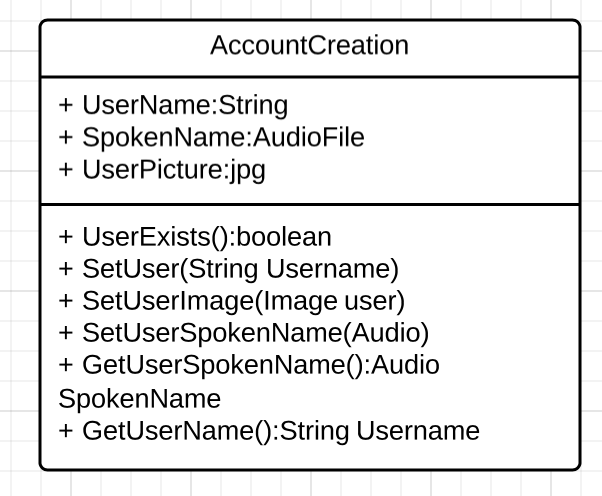 AccountCreation
+ UserName:String
+ SpokenName:AudioFile
+ UserPicture:jpg
+ UserExists():boolean
+ SetUser(String Username)
+ SetUserImage(Image user)
+ SetUserSpokenName(Audio)
+ GetUserSpokenName():Audio
SpokenName
+ GetUserName():String Username